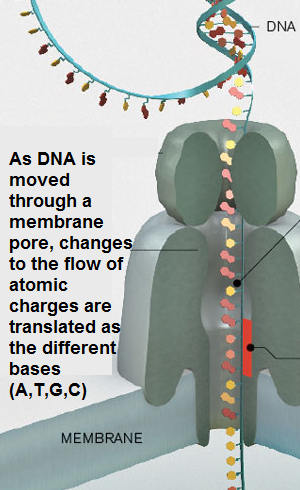 DNA
As DNA is
moved
through a
membrane
pore, changes
to the flow of
atomic
charges are
translated as
the different
bases
(A,T,G,C)
MEMBRANE